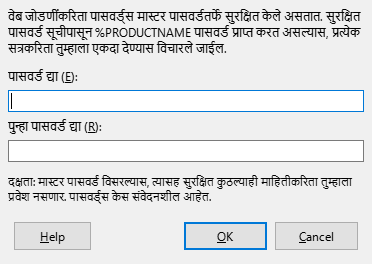 वेब जोडणींकरिता पासवर्ड्स मास्टर पासवर्डतर्फे सुरक्षित केले असतात. सुरक्षित
पासवर्ड सूचीपासून %PRODUCTNAME पासवर्ड प्राप्त करत असल्यास, प्रत्येक
सत्रकरिता तुम्हाला एकदा देण्यास विचारले जाईल.
पासवर्ड द्या (E):
पुन्हा पासवर्ड द्या (R):
दक्षता: मास्टर पासवर्ड विसरल्यास, त्यासह सुरक्षित कुठल्याही माहितीकरिता तुम्हाला
प्रवेश नसणार. पासवर्ड्स केस संवेदनशील आहेत.
Help OK Cancel